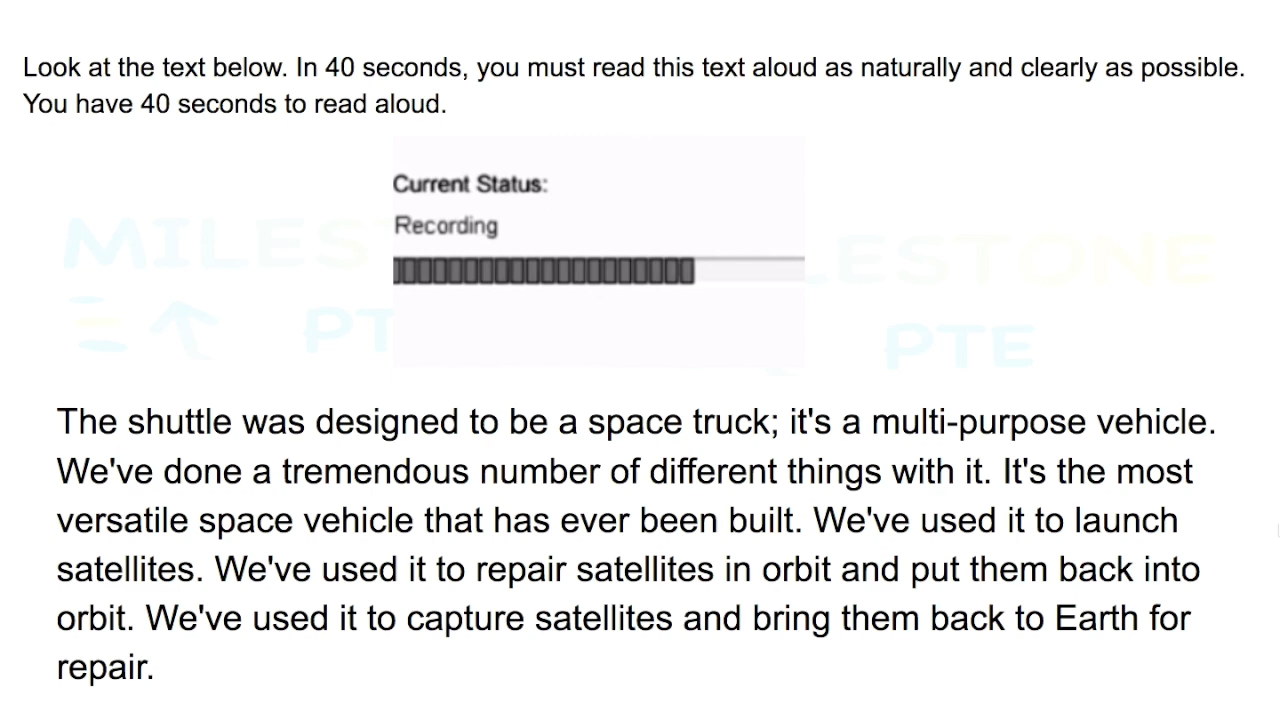 Look at the text below. In 40 seconds, you must read this text aloud as naturally and clearly as possible.
You have 40 seconds to read aloud.
Current Status:
Recording
MILES LESTONE
PT PTE
The shuttle was designed to be a space truck; it's a multi-purpose vehicle.
We've done a tremendous number of different things with it. It's the most
versatile space vehicle that has ever been built. We've used it to launch
satellites. We've used it to repair satellites in orbit and put them back into
orbit. We've used it to capture satellites and bring them back to Earth for
repair.